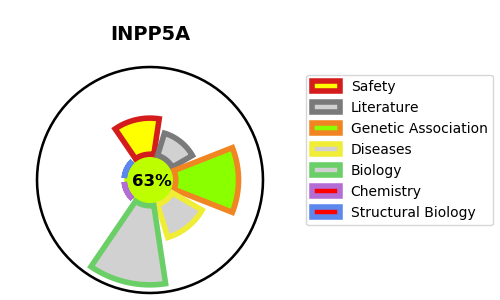 INPP5A
63%
Safety
Literature
Genetic Association
Diseases
Biology
Chemistry
Structural Biology